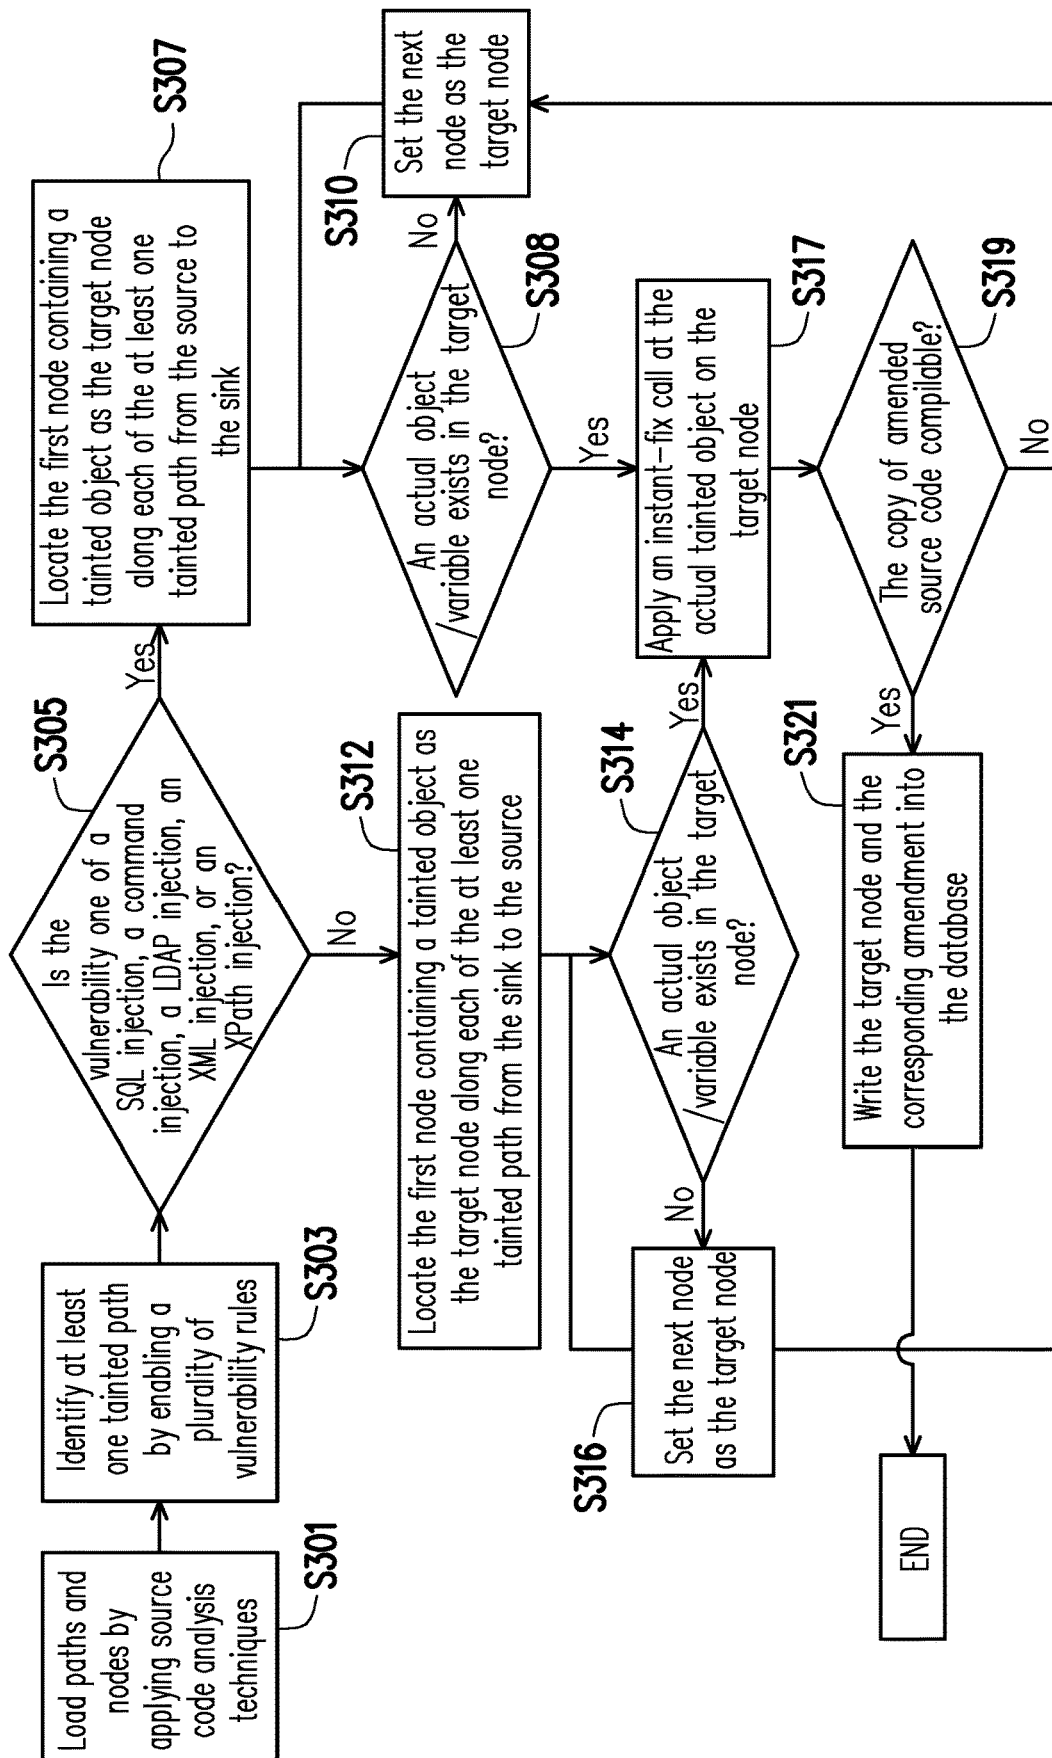 Load paths and
nodes by
applying source
code analysis
techniques
S301
Identify at least
one tainted path
by enabling a
plurality of
vulnerability rules
S303
Is the
vulnerability one of a
SQL injection, a command
injection, a LDAP injection, an
XML injection, or an
XPath injection?
S305
Yes
No
Locate the first node containing a
tainted object as the target node
along each of the at least one
tainted path from the source to
the sink
S307
An actual object
/variable exists in the target
node?
S308
No
Yes
Set the next
node as the
target node
S310
Locate the first node containing a tainted object as
the target node along each of the at least one
tainted path from the sink to the source
S312
An actual object
/variable exists in the target
node?
S314
No
Yes
Set the next node
as the target node
S316
Apply an instant-fix call at the
actual tainted object on the
target node
S317
The copy of amended
source code compilable?
S319
Yes
No
Write the target node and the
corresponding amendment into
the database
S321
END